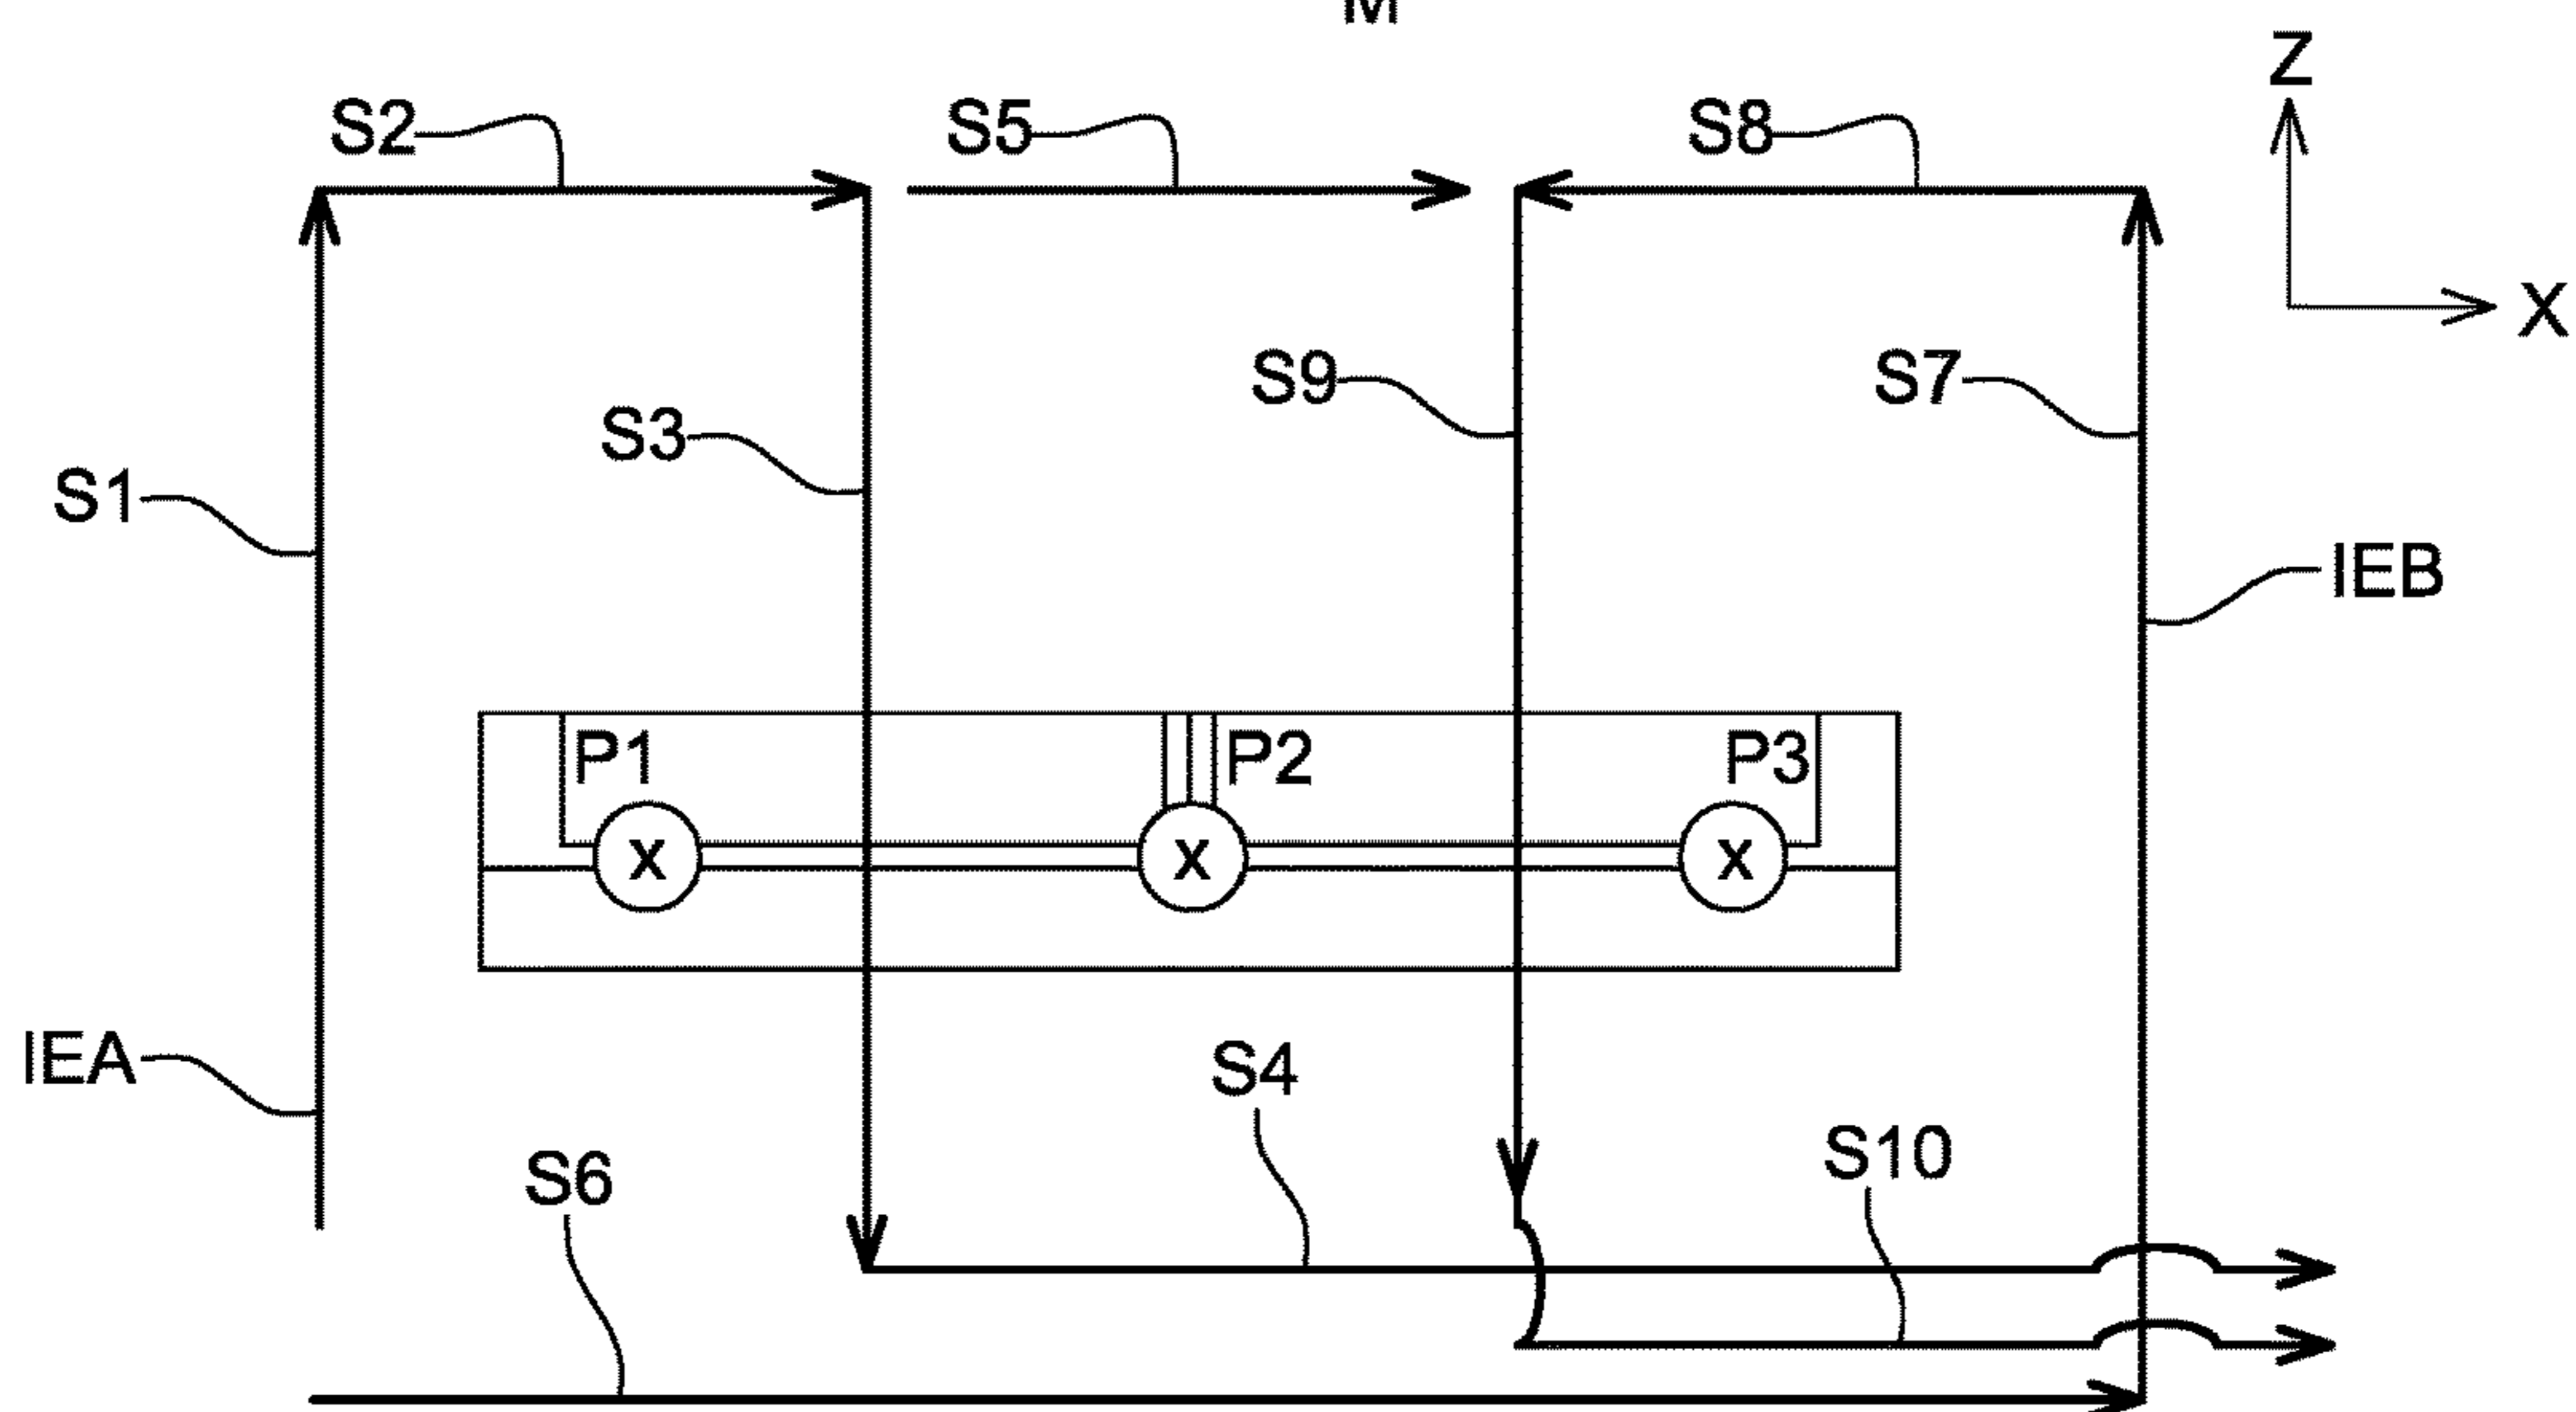 M
Z
S2 S5 S8
X
S9 S7
S3
S1
IEB
P1 P2 P3
x x x
IEA
S4
S10
S6